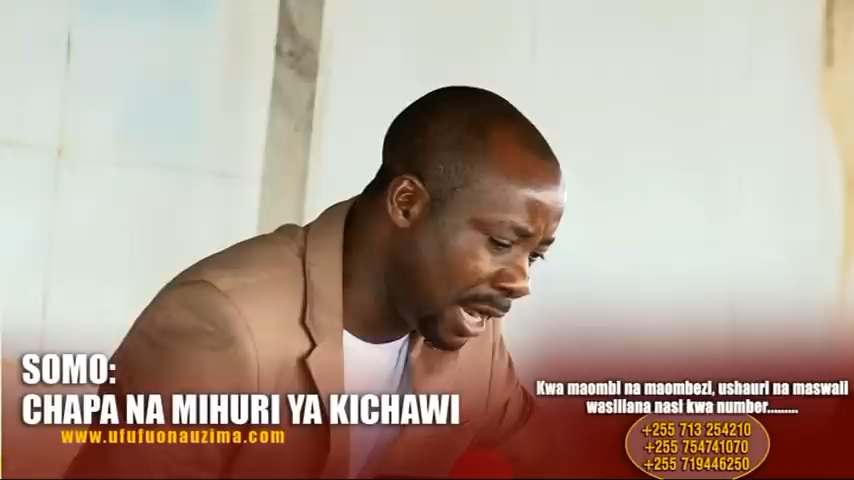 SOMO:
CHAPA NA MIHURI YA KICHAWI
www.ufufuonauzima.com
Kwa maombi na maombezi, ushauri na maswali
wasiliana nasi kwa number.........
+255 713 254210
+255 754741070
+255 719446250